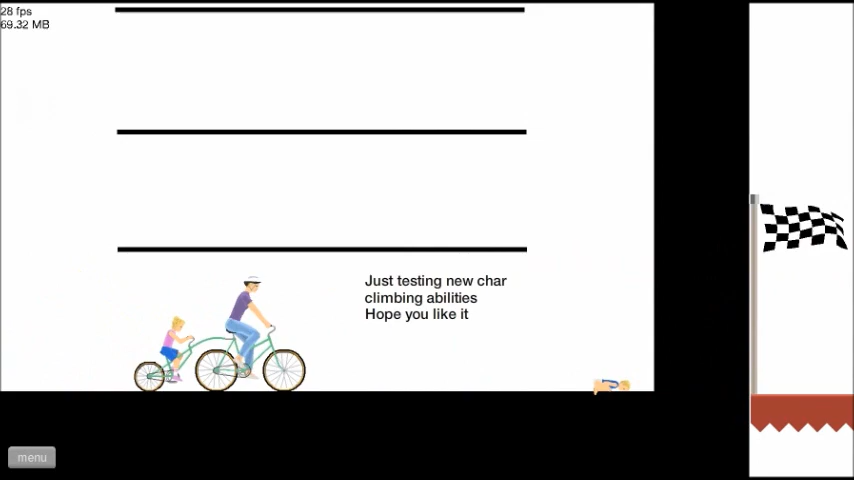 28 fps
69.32 MB
Just testing new char
climbing abilities
Hope you like it
menu